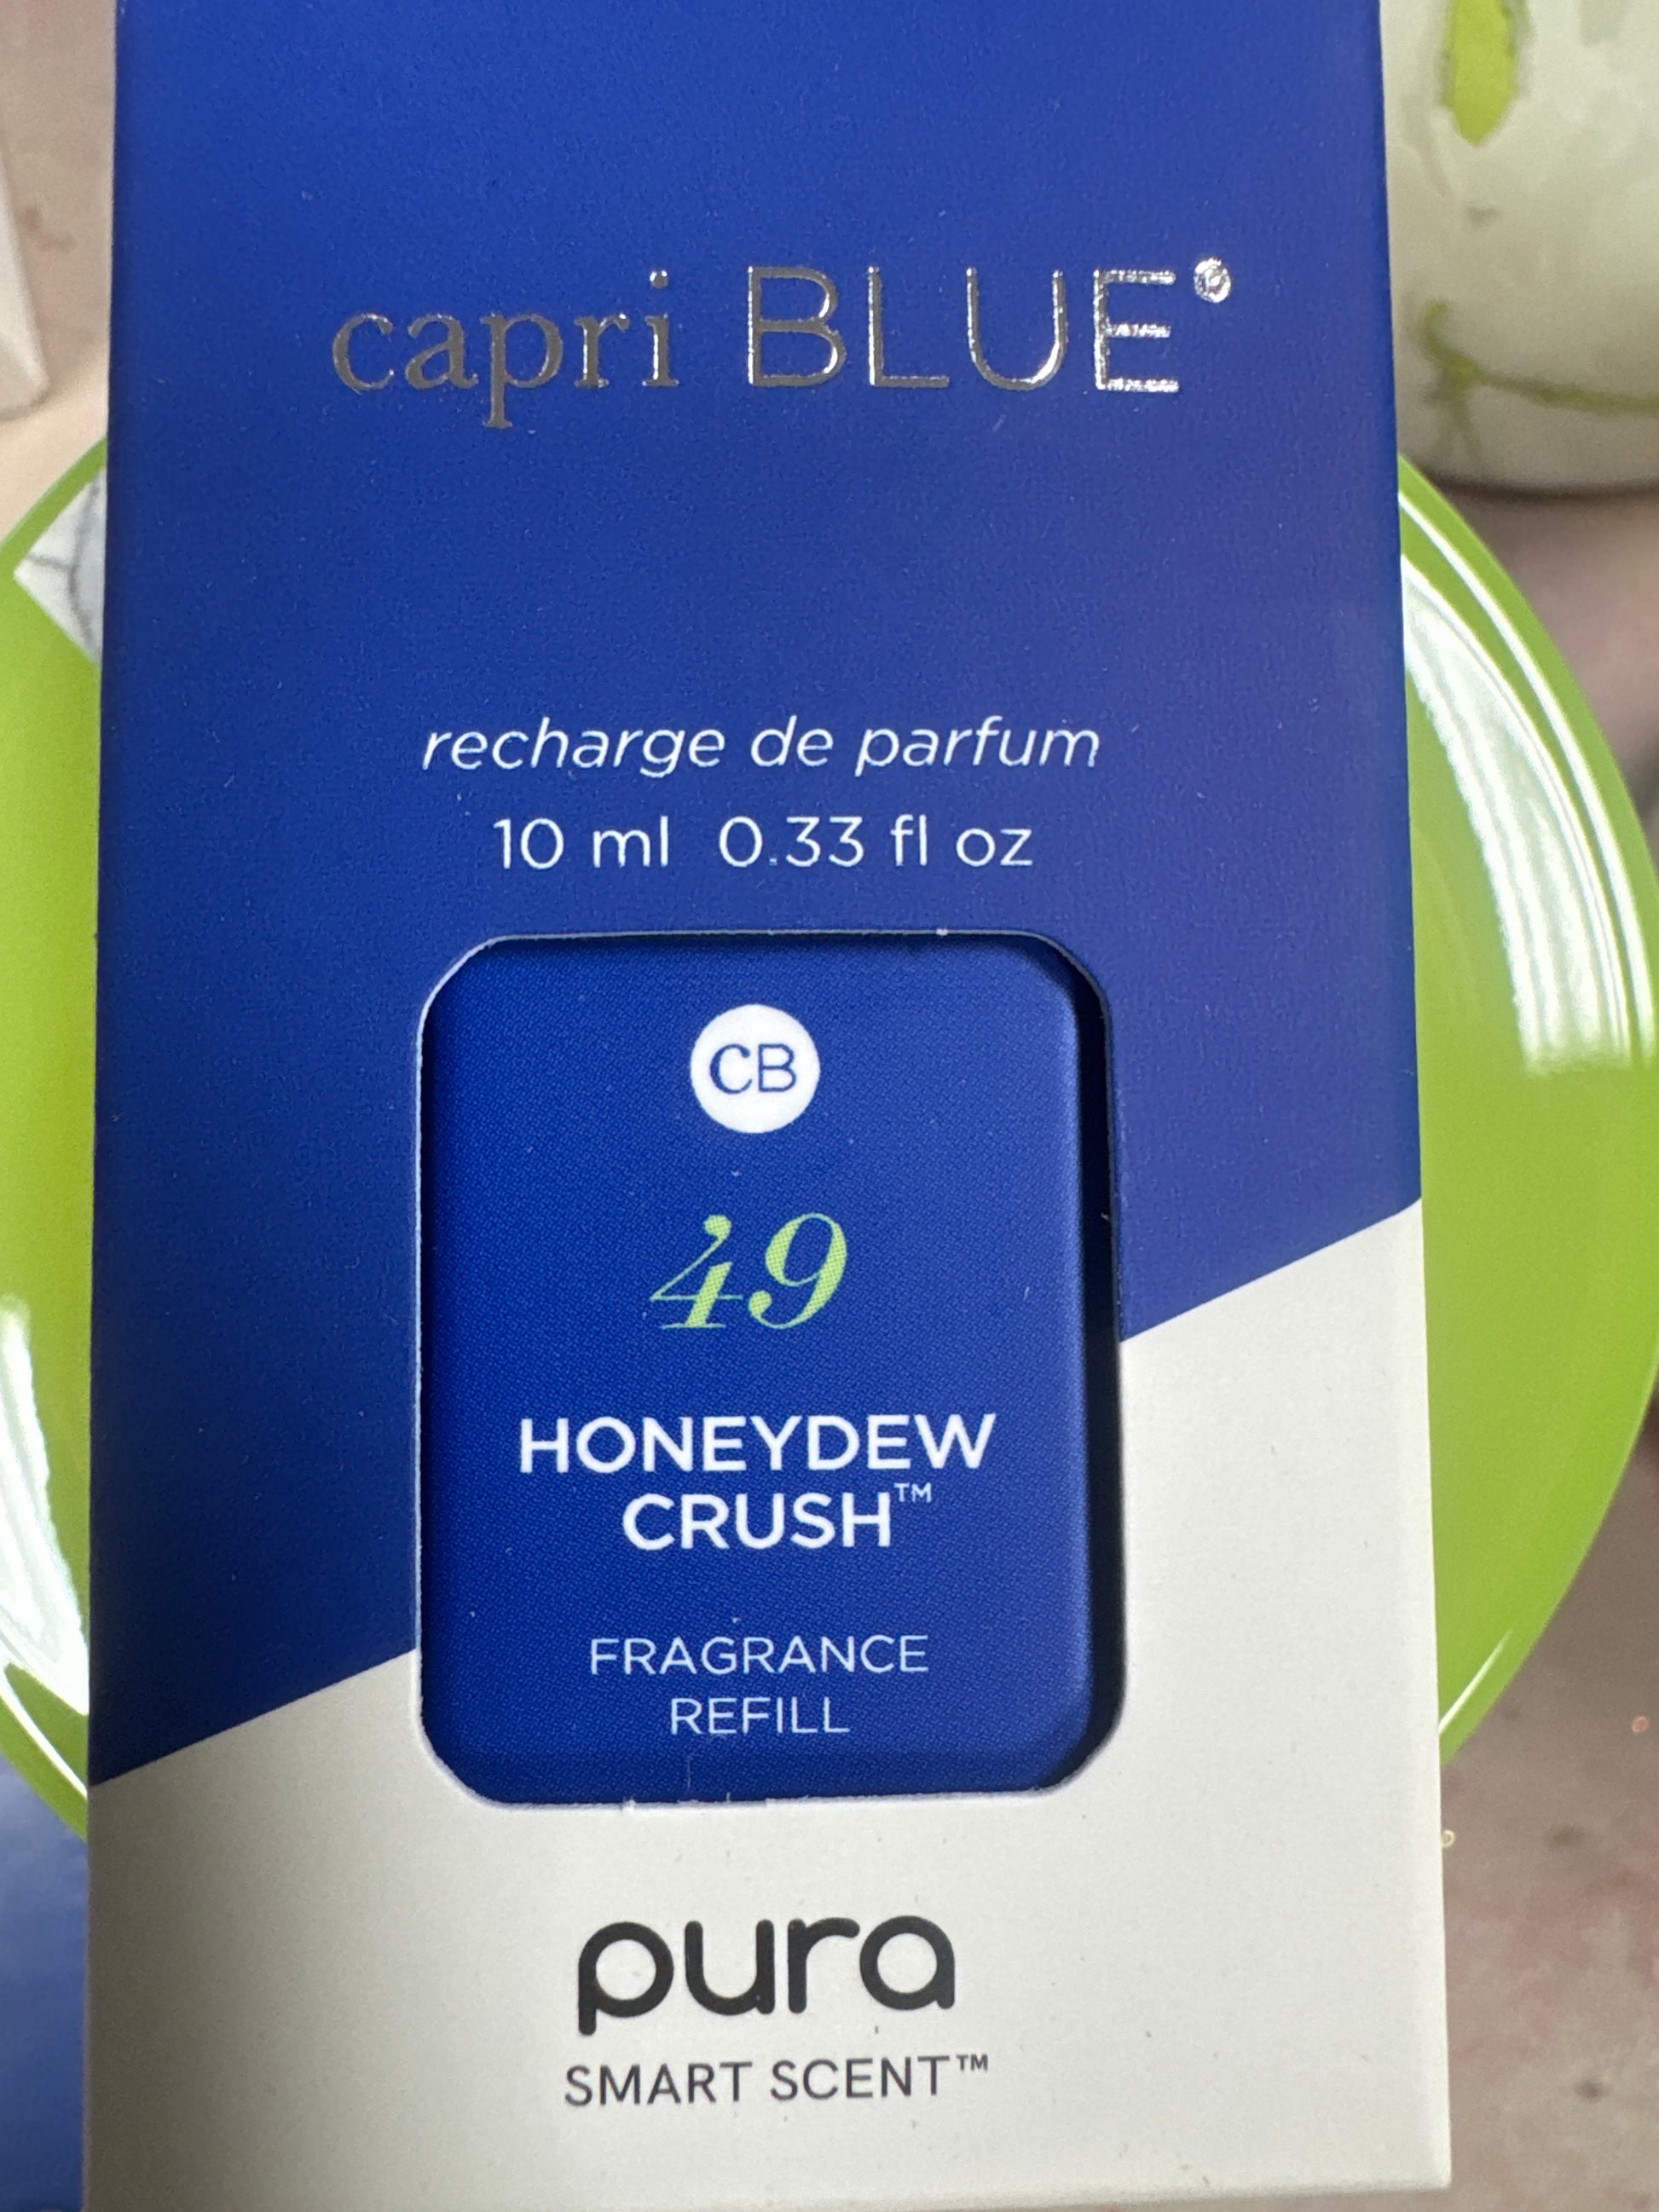 capri BLUE®
recharge de parfum
10 ml 0.33 fl oz
CB
49
HONEYDEW
CRUSH™
FRAGRANCE
REFILL
pura
SMART SCENT™